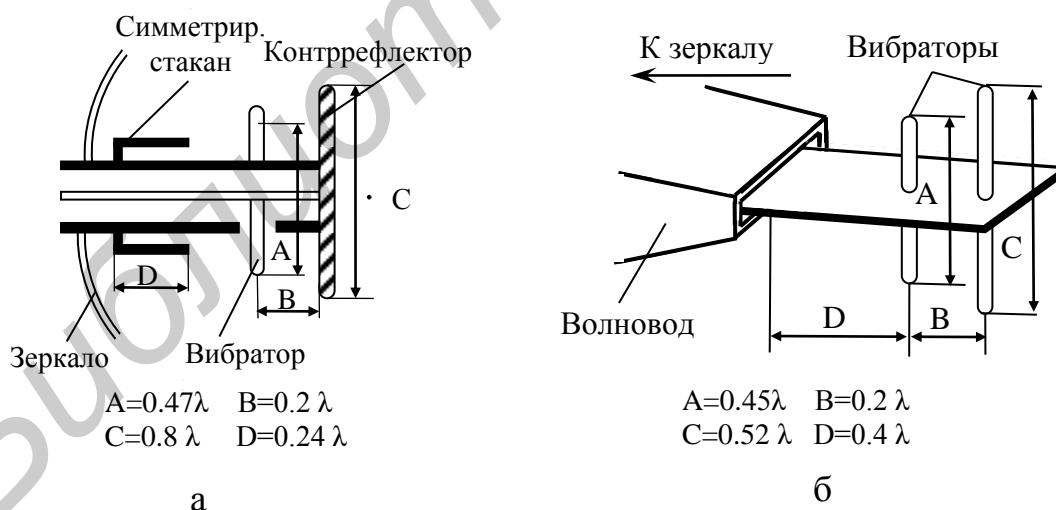 Симметрир.
стакан
Контррефлектор
C
A
D
B
Зеркало
Вибратор
A=0.47λ B=0.2 λ
C=0.8 λ D=0.24 λ
а
К зеркалу
Вибраторы
A
C
Волновод
D
B
A=0.45λ B=0.2 λ
C=0.52 λ D=0.4 λ
б